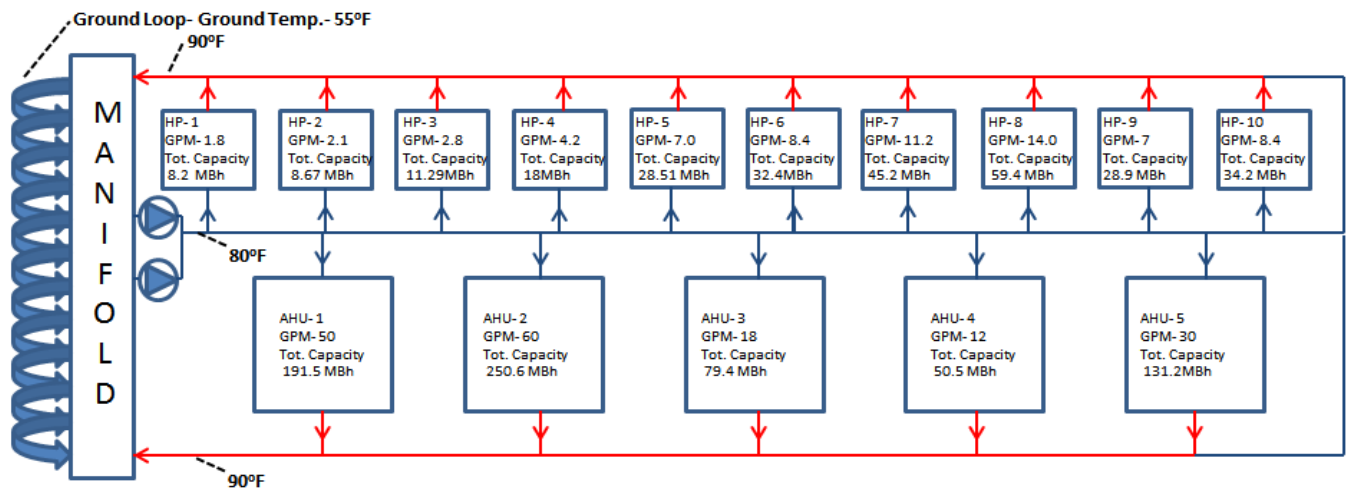 Ground Loop- Ground Temp.- 55°F
90°F
MANIFOLD
HP- 1
GPM-1.8
Tot. Capacity
8.2 MBh
HP- 2
GPM-2.1
Tot. Capacity
8.67 MBh
HP- 3
GPM-2.8
Tot. Capacity
11.29MBh
HP-4
GPM-4.2
Tot. Capacity
18MBh
HP-5
GPM-7.0
Tot. Capacity
28.51 MBh
HP-6
GPM-8.4
Tot. Capacity
32.4MBh
HP-7
GPM-11.2
Tot. Capacity
45.2 MBh
HP-8
GPM-14.0
Tot. Capacity
59.4 MBh
HP-9
GPM-7
Tot. Capacity
28.9 MBh
HP-10
GPM-8.4
Tot. Capacity
34.2 MBh
80°F
AHU-1
GPM-50
Tot. Capacity
191.5 MBh
AHU-2
GPM-60
Tot. Capacity
250.6 MBh
AHU-3
GPM-18
Tot. Capacity
79.4 MBh
AHU-4
GPM-12
Tot. Capacity
50.5 MBh
AHU-5
GPM-30
Tot. Capacity
131.2MBh
90°F